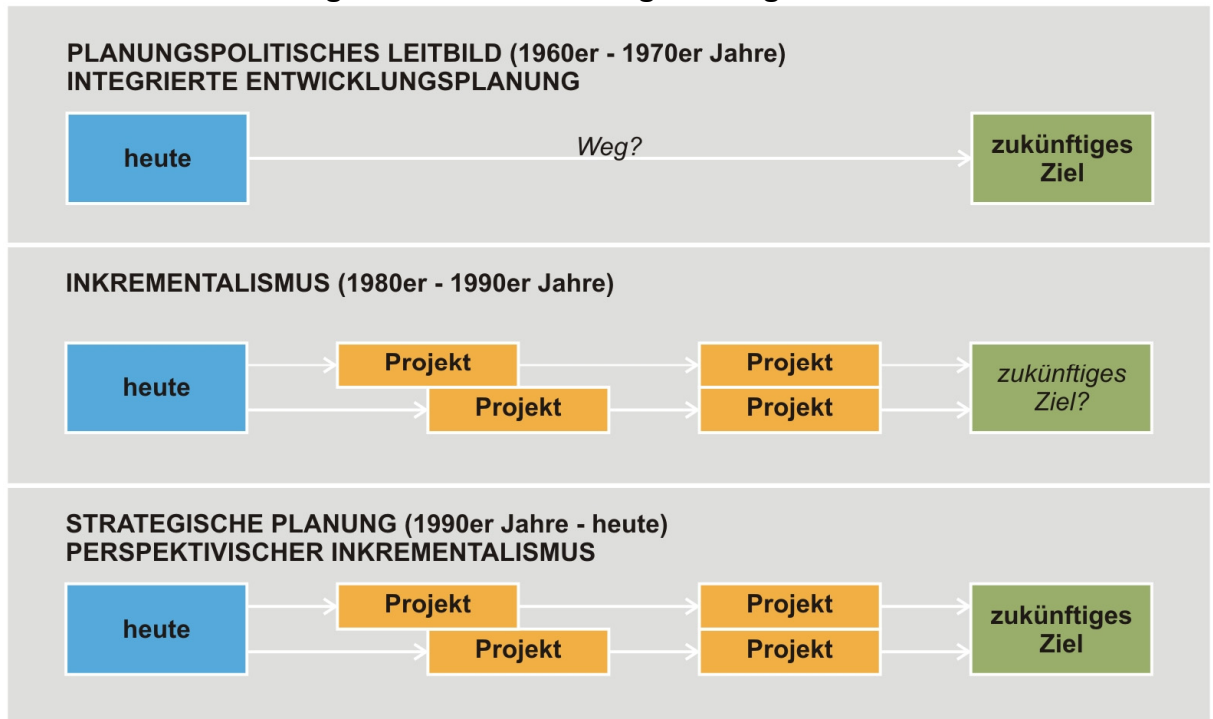 PLANUNGSPOLITISCHES LEITBILD (1960er - 1970er Jahre)
INTEGRIERTE ENTWICKLUNGSPLANUNG
heute
Weg?
zukünftiges
Ziel
INKREMENTALISMUS (1980er - 1990er Jahre)
heute
Projekt
Projekt
Projekt
Projekt
zukünftiges
Ziel?
STRATEGISCHE PLANUNG (1990er Jahre - heute)
PERSPEKTIVISCHER INKREMENTALISMUS
heute
Projekt
Projekt
Projekt
Projekt
zukünftiges
Ziel